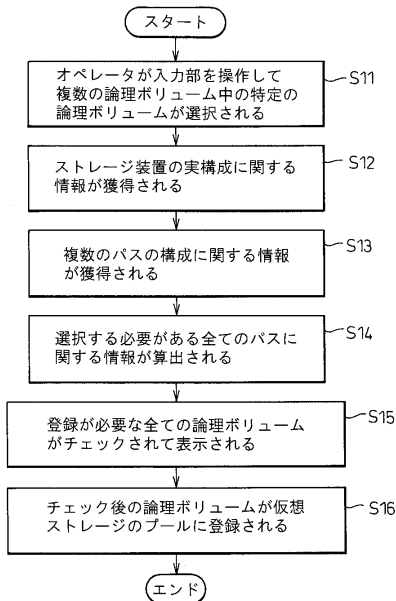 スタート
オペレータが入力部を操作して
複数の論理ボリューム中の特定の
論理ボリュームが選択される
S11
ストレージ装置の実構成に関する
情報が獲得される
S12
複数のパスの構成に関する情報
が獲得される
S13
選択する必要がある全てのパスに
関する情報が算出される
S14
登録が必要な全ての論理ボリューム
がチェックされて表示される
S15
チェック後の論理ボリュームが仮想
ストレージのプールに登録される
S16
エンド